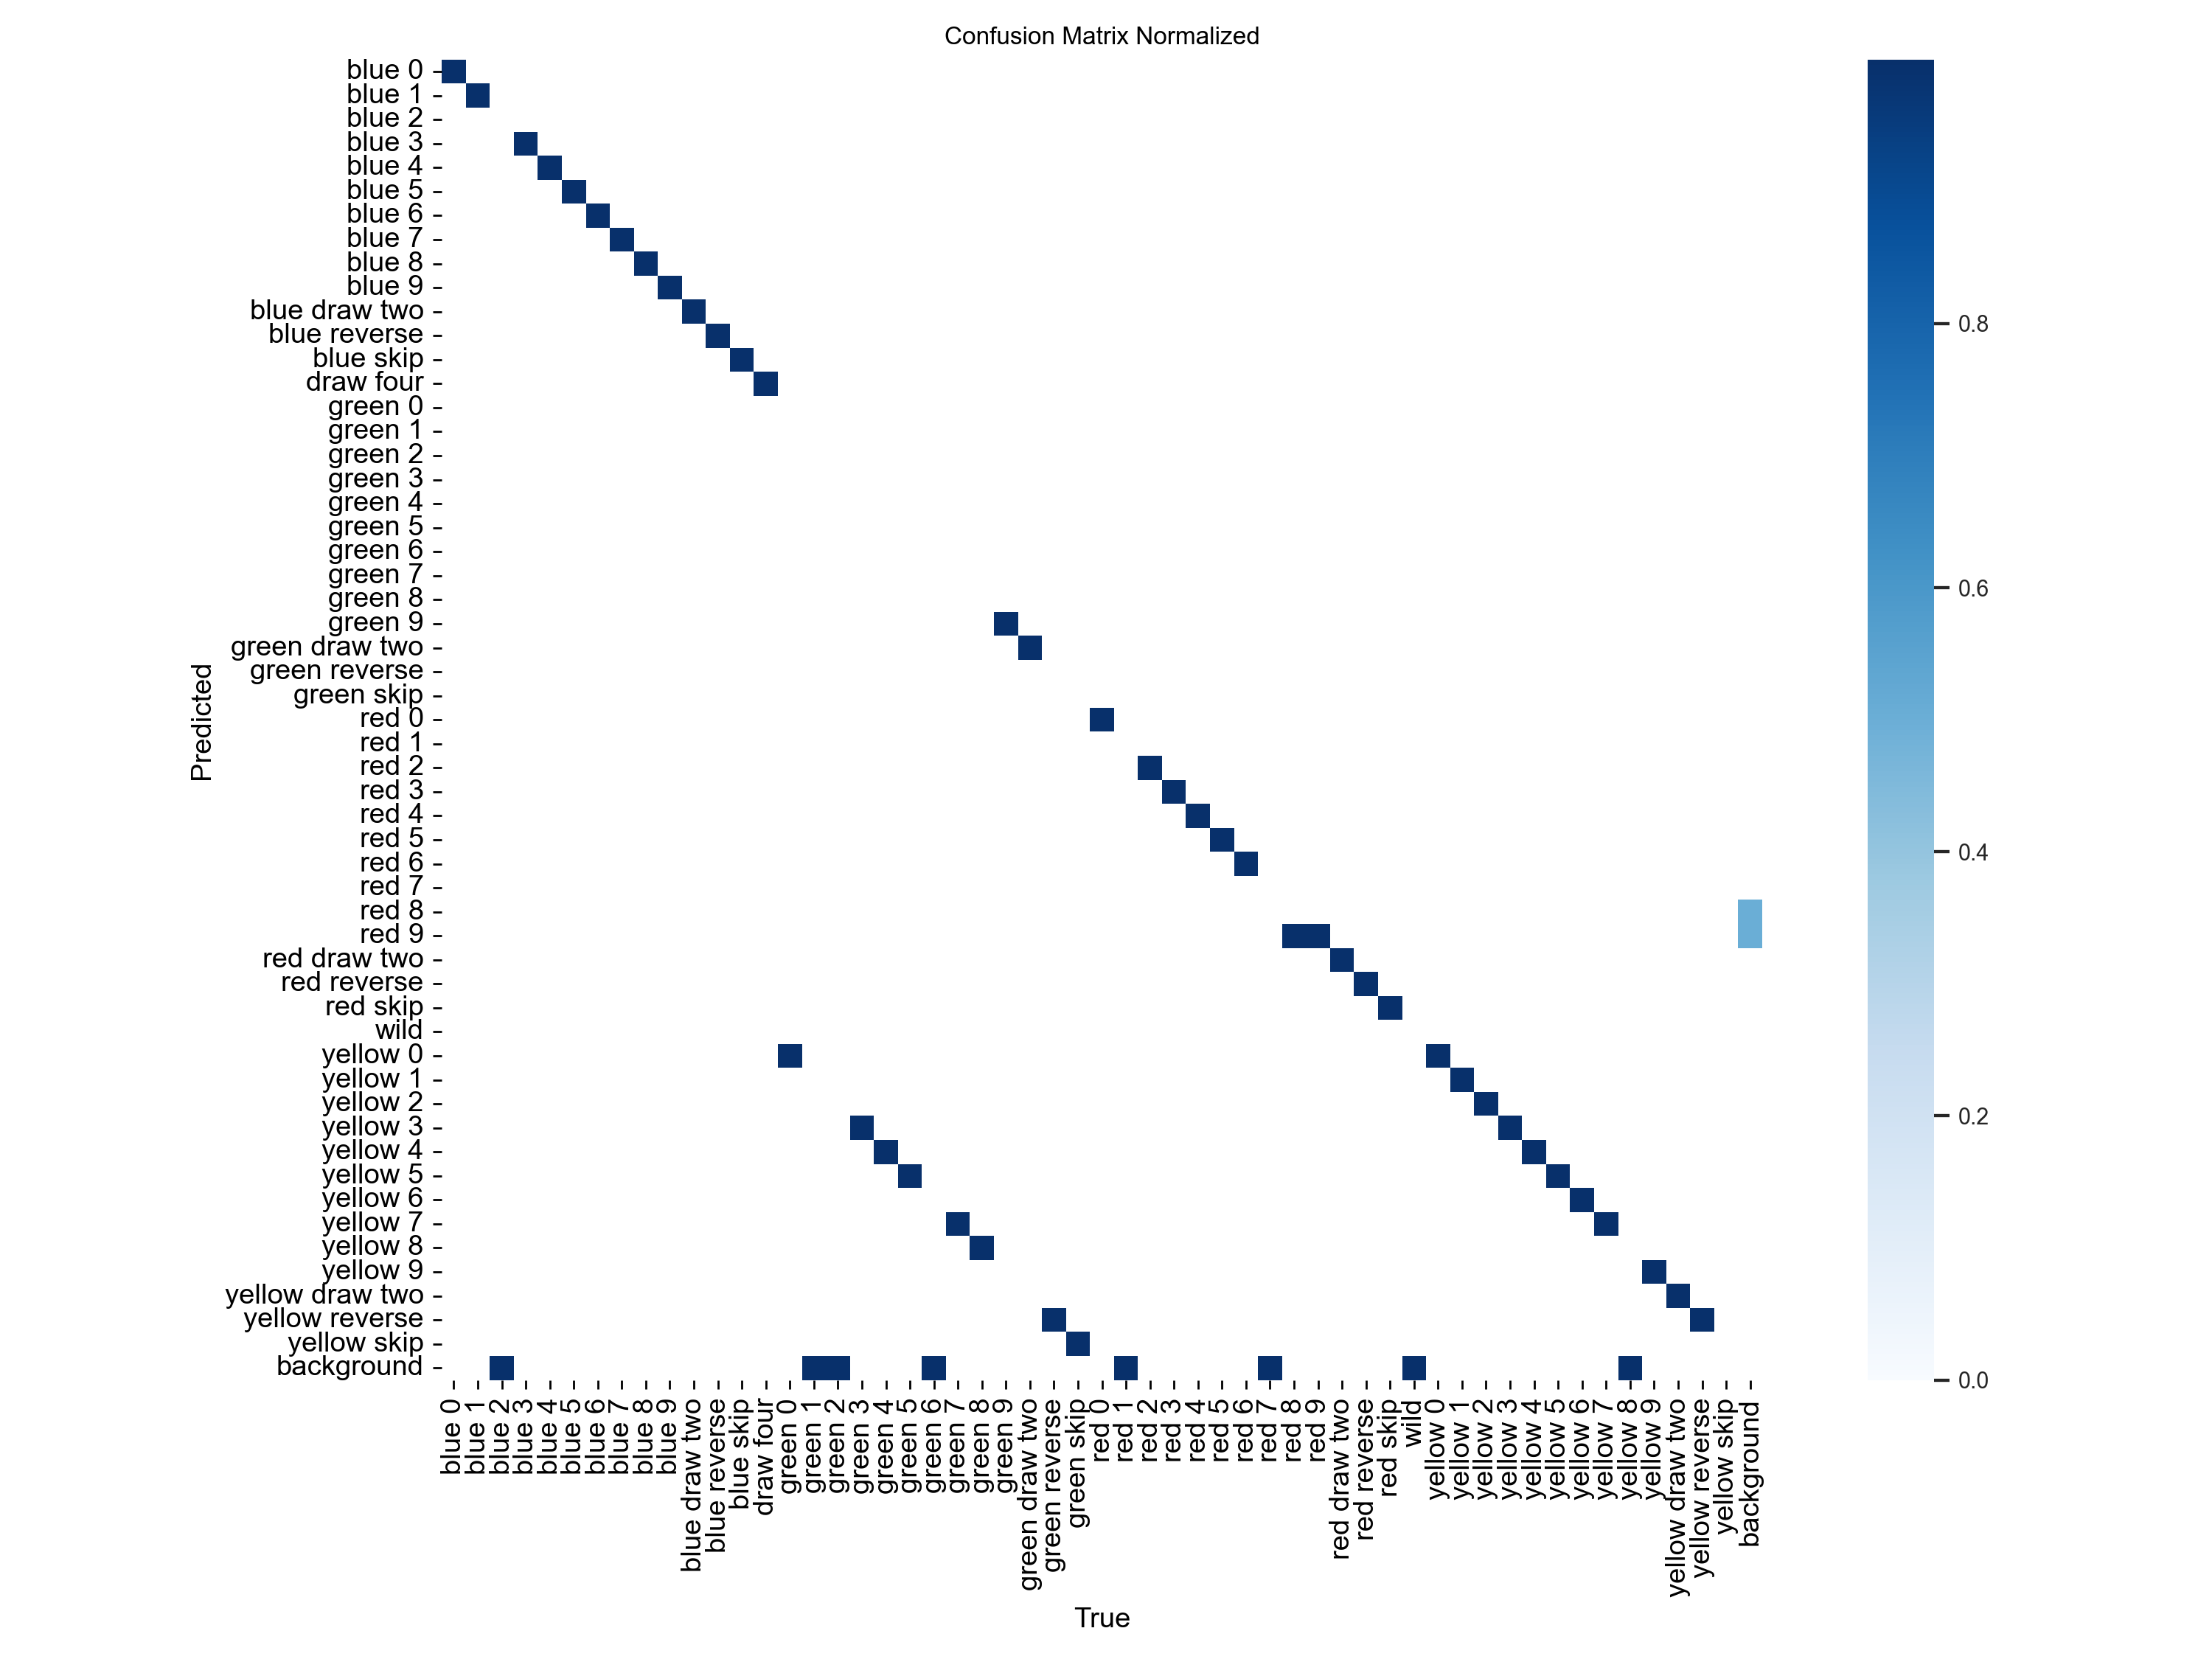 Confusion Matrix Normalized
blue 0
blue 1
blue 2
blue 3
blue 4
blue 5
blue 6
blue 7
blue 8
blue 9
blue draw two
blue reverse
blue skip
draw four
green 0
green 1
green 2
green 3
green 4
green 5
green 6
green 7
green 8
green 9
green draw two
green reverse
green skip
red 0
red 1
red 2
red 3
red 4
red 5
red 6
red 7
red 8
red 9
red draw two
red reverse
red skip
wild
yellow 0
yellow 1
yellow 2
yellow 3
yellow 4
yellow 5
yellow 6
yellow 7
yellow 8
yellow 9
yellow draw two
yellow reverse
yellow skip
background
Predicted
blue 0
blue 1
blue 2
blue 3
blue 4
blue 5
blue 6
blue 7
blue 8
blue 9
blue draw two
blue reverse
blue skip
draw four
green 0
green 1
green 2
green 3
green 4
green 5
green 6
green 7
green 8
green 9
green draw two
green reverse
green skip
red 0
red 1
red 2
red 3
red 4
red 5
red 6
red 7
red 8
red 9
red draw two
red reverse
red skip
wild
yellow 0
yellow 1
yellow 2
yellow 3
yellow 4
yellow 5
yellow 6
yellow 7
yellow 8
yellow 9
yellow draw two
yellow reverse
yellow skip
background
True
0.8
0.6
0.4
0.2
0.0